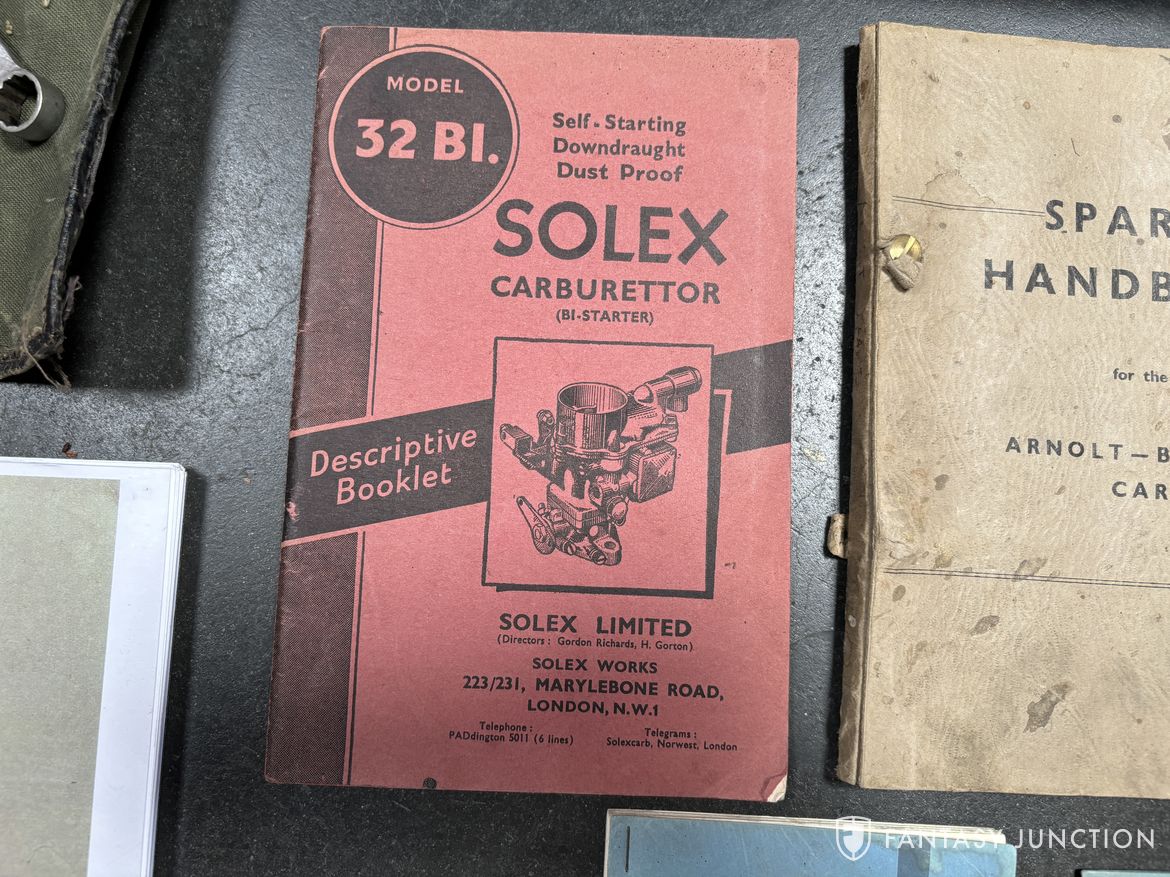 MODEL
32 BI.
Self-Starting
Downdraught
Dust Proof
SOLEX
CARBURETTOR
(BI-STARTER)
Descriptive
Booklet
SOLEX LIMITED
(Directors: Gordon Richards, H. Gorton)
SOLEX WORKS
223/231, MARYLEBONE ROAD,
LONDON, N.W.1
Telephone:
PADdington 5011 (6 lines)
Telegrams:
Solexcarb, Norwest, London
SPAR
HANDB
for the
ARNOLT—B
CAR
FANTASY JUNCTION